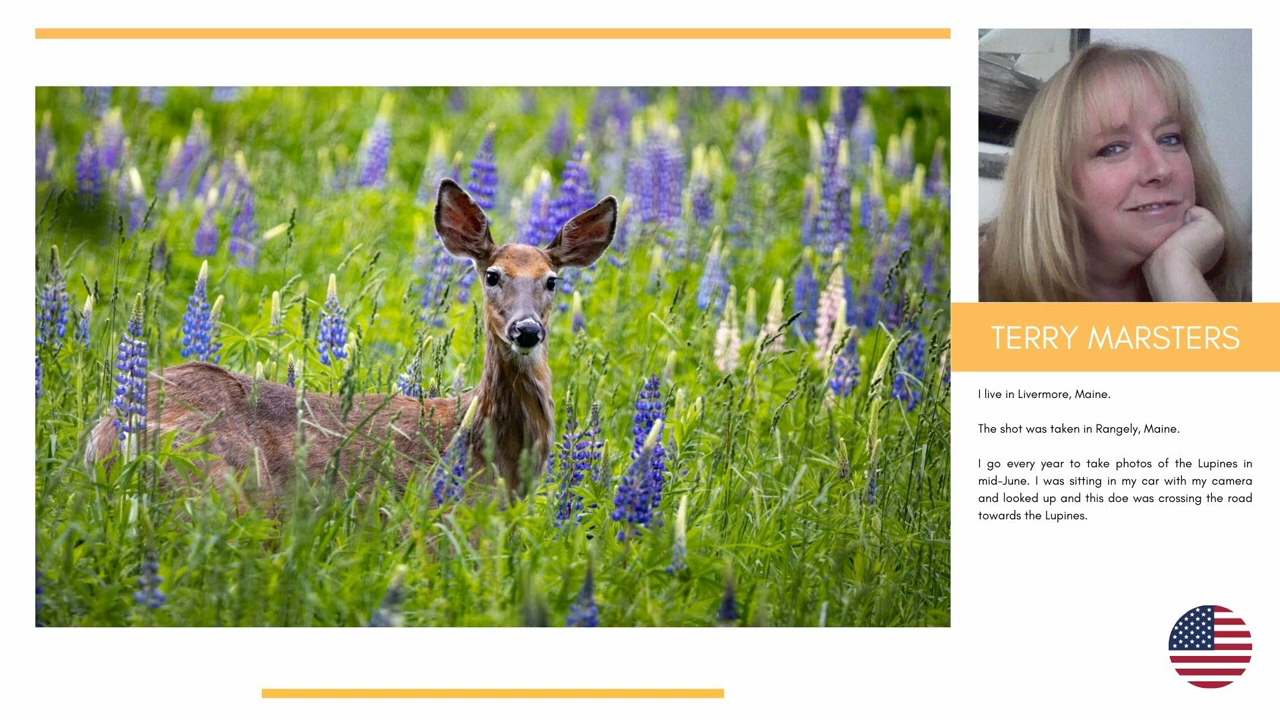 TERRY MARSTERS
I live in Livermore, Maine.
The shot was taken in Rangely, Maine.
I go every year to take photos of the Lupines in
mid-June. I was sitting in my car with my camera
and looked up and this doe was crossing the road
towards the Lupines.